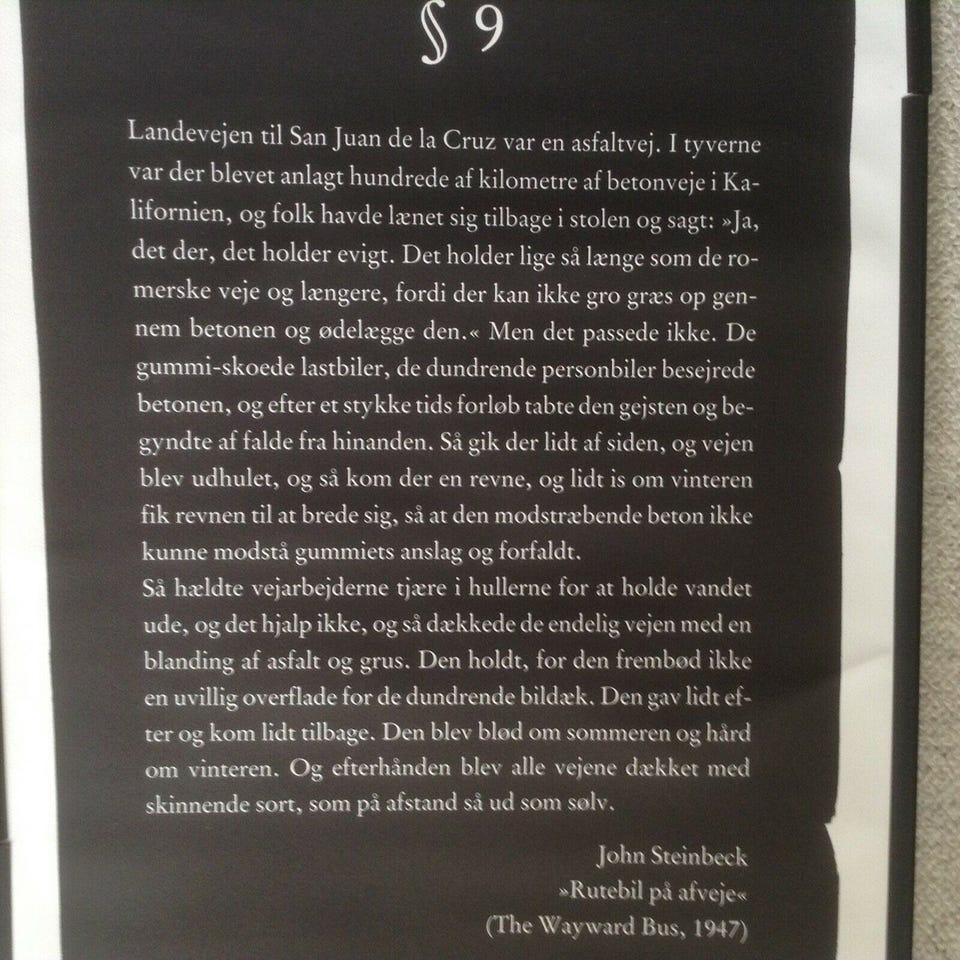 § 9
Landevejen til San Juan de la Cruz var en asfaltvej. I tyverne
var der blevet anlagt hundrede af kilometre af betonveje i Ka-
lifornien, og folk havde lænet sig tilbage i stolen og sagt: »Ja,
det der, det holder evigt. Det holder lige så længe som de ro-
merske veje og længere, fordi der kan ikke gro græs op gen-
nem betonen og ødelægge den.« Men det passede ikke. De
gummi-skoede lastbiler, de dundrende personbiler besejrede
betonen, og efter et stykke tids forløb tabte den gejsten og be-
gyndte af falde fra hinanden. Så gik der lidt af siden, og vejen
blev udhulet, og så kom der en revne, og lidt is om vinteren
fik revnen til at brede sig, så at den modstræbende beton ikke
kunne modstå gummiets anslag og forfaldt.
Så hældte vejarbejderne tjære i hullerne for at holde vandet
ude, og det hjalp ikke, og så dækkede de endelig vejen med en
blanding af asfalt og grus. Den holdt, for den frembød ikke
en uvillig overflade for de dundrende bildæk. Den gav lidt ef-
ter og kom lidt tilbage. Den blev blød om sommeren og hård
om vinteren. Og efterhånden blev alle vejene dækket med
skinnende sort, som på afstand så ud som sølv.
John Steinbeck
»Rutebil på afveje«
(The Wayward Bus, 1947)